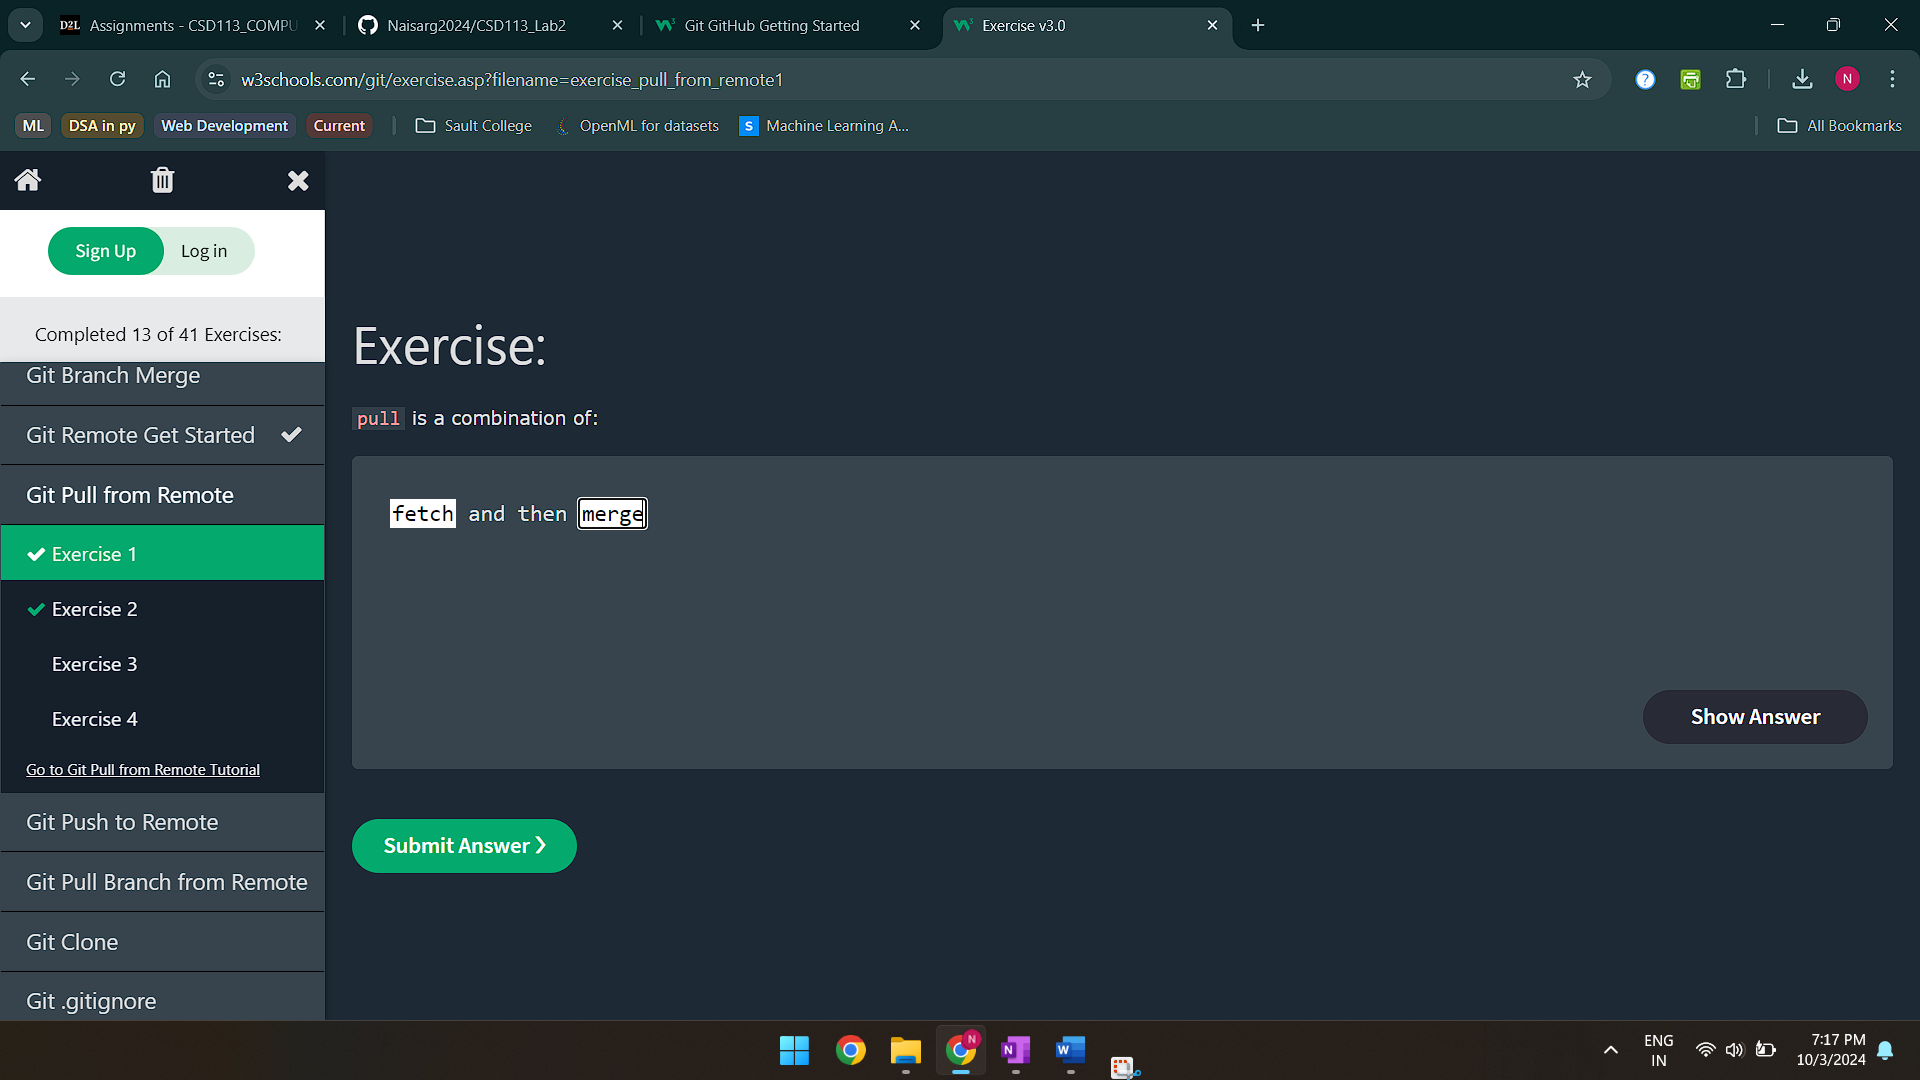 Assignments - CSD113_COMPU
Naisarg2024/CSD113_Lab2
Git GitHub Getting Started
Exercise v3.0
w3schools.com/git/exercise.asp?filename=exercise_pull_from_remote1
N
ML
DSA in py
Web Development
Current
Sault College
OpenML for datasets
S
Machine Learning A...
All Bookmarks
Sign Up
Log in
Completed 13 of 41 Exercises:
Git Branch Merge
Git Remote Get Started
Git Pull from Remote
Exercise 1
Exercise 2
Exercise 3
Exercise 4
Go to Git Pull from Remote Tutorial
Git Push to Remote
Git Pull Branch from Remote
Git Clone
Git .gitignore
Exercise:
pull is a combination of:
fetch and then merge
Show Answer
Submit Answer ❯
ENG
IN
7:17 PM
10/3/2024